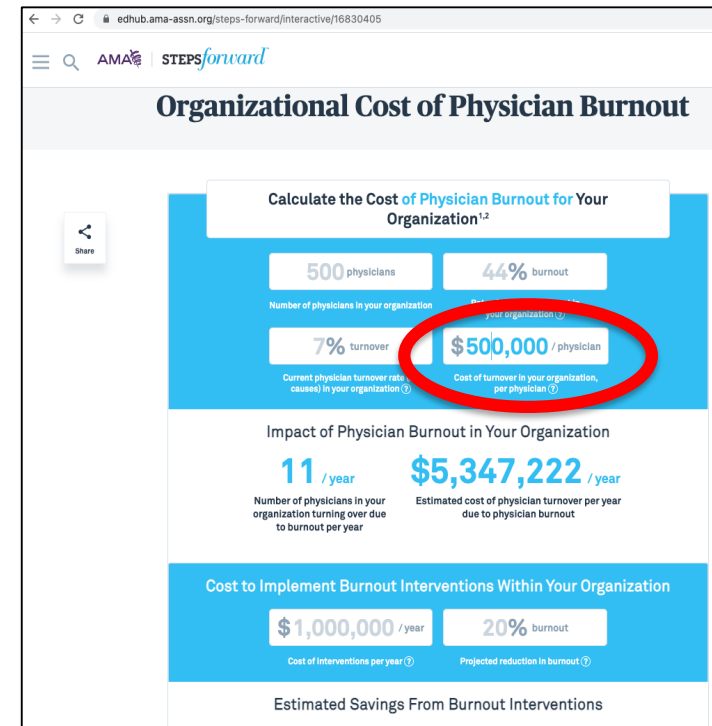 edhub.ama-assn.org/steps-forward/interactive/16830405
AMA STEPSforward
Organizational Cost of Physician Burnout
Share
Calculate the Cost of Physician Burnout for Your
Organization1,2
500 physicians
44% burnout
Number of physicians in your organization
your organization ?
7% turnover
$500,000 / physician
Current physician turnover rate
causes) in your organization ?
Cost of turnover in your organization,
per physician ?
Impact of Physician Burnout in Your Organization
11 / year
$5,347,222 / year
Number of physicians in your
organization turning over due
to burnout per year
Estimated cost of physician turnover per year
due to physician burnout
Cost to Implement Burnout Interventions Within Your Organization
$1,000,000 / year
20% burnout
Cost of interventions per year ?
Projected reduction in burnout ?
Estimated Savings From Burnout Interventions